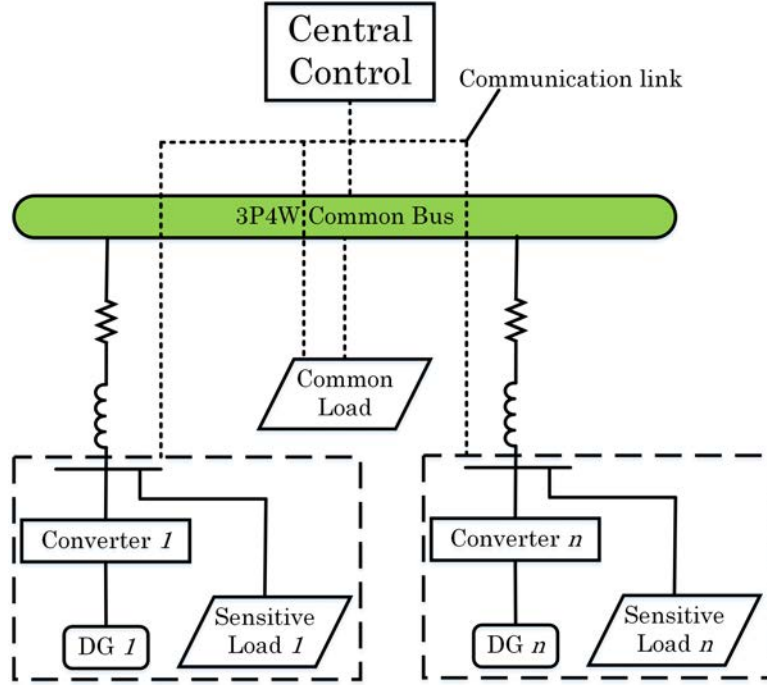 Central
Control
Communication link
3P4W Common Bus
Common
Load
Converter 1
Converter n
Sensitive
Load 1
Sensitive
Load n
DG 1
DG n